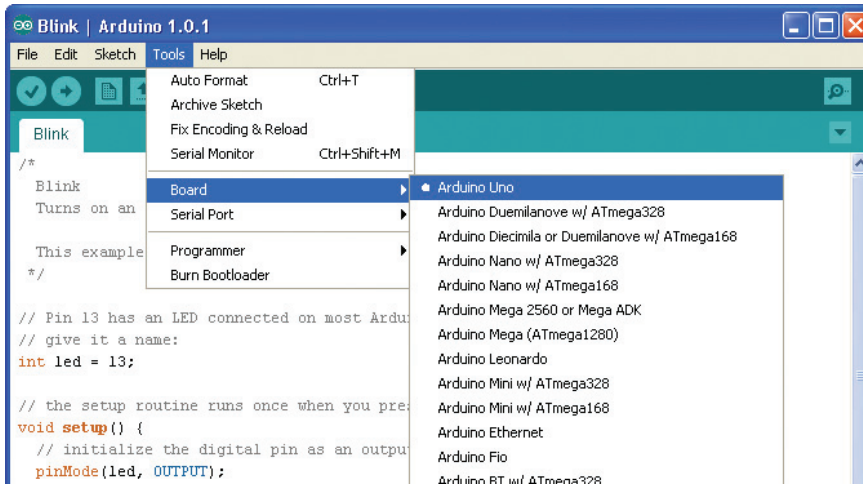 Blink | Arduino 1.0.1
File Edit Sketch Tools Help
Auto Format Ctrl+T
Archive Sketch
Fix Encoding & Reload
Serial Monitor Ctrl+Shift+M
Board
Serial Port
Programmer
Burn Bootloader
Arduino Uno
Arduino Duemilanove w/ ATmega328
Arduino Diecimila or Duemilanove w/ ATmega168
Arduino Nano w/ ATmega328
Arduino Nano w/ ATmega168
Arduino Mega 2560 or Mega ADK
Arduino Mega (ATmega1280)
Arduino Leonardo
Arduino Mini w/ ATmega328
Arduino Mini w/ ATmega168
Arduino Ethernet
Arduino Fio
Arduino BT w/ ATmega328
Blink
/*
Blink
Turns on an
This example
*/
// Pin 13 has an LED connected on most Ardu
// give it a name:
int led = 13;
// the setup routine runs once when you pre
void setup() {
// initialize the digital pin as an outpu
pinMode(led, OUTPUT);